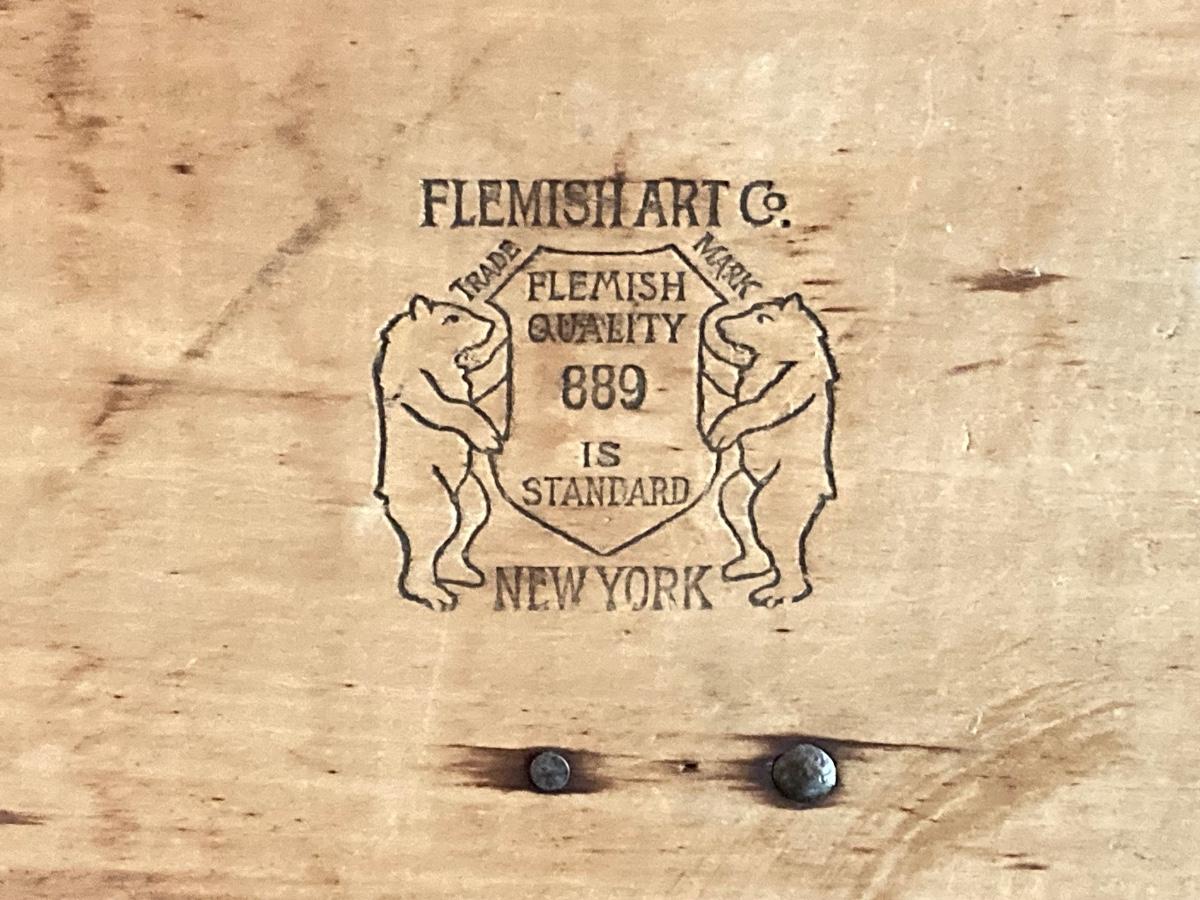 FLEMISH ART Co.
TRADE MARK
FLEMISH
QUALITY
889
IS
STANDARD
NEW YORK